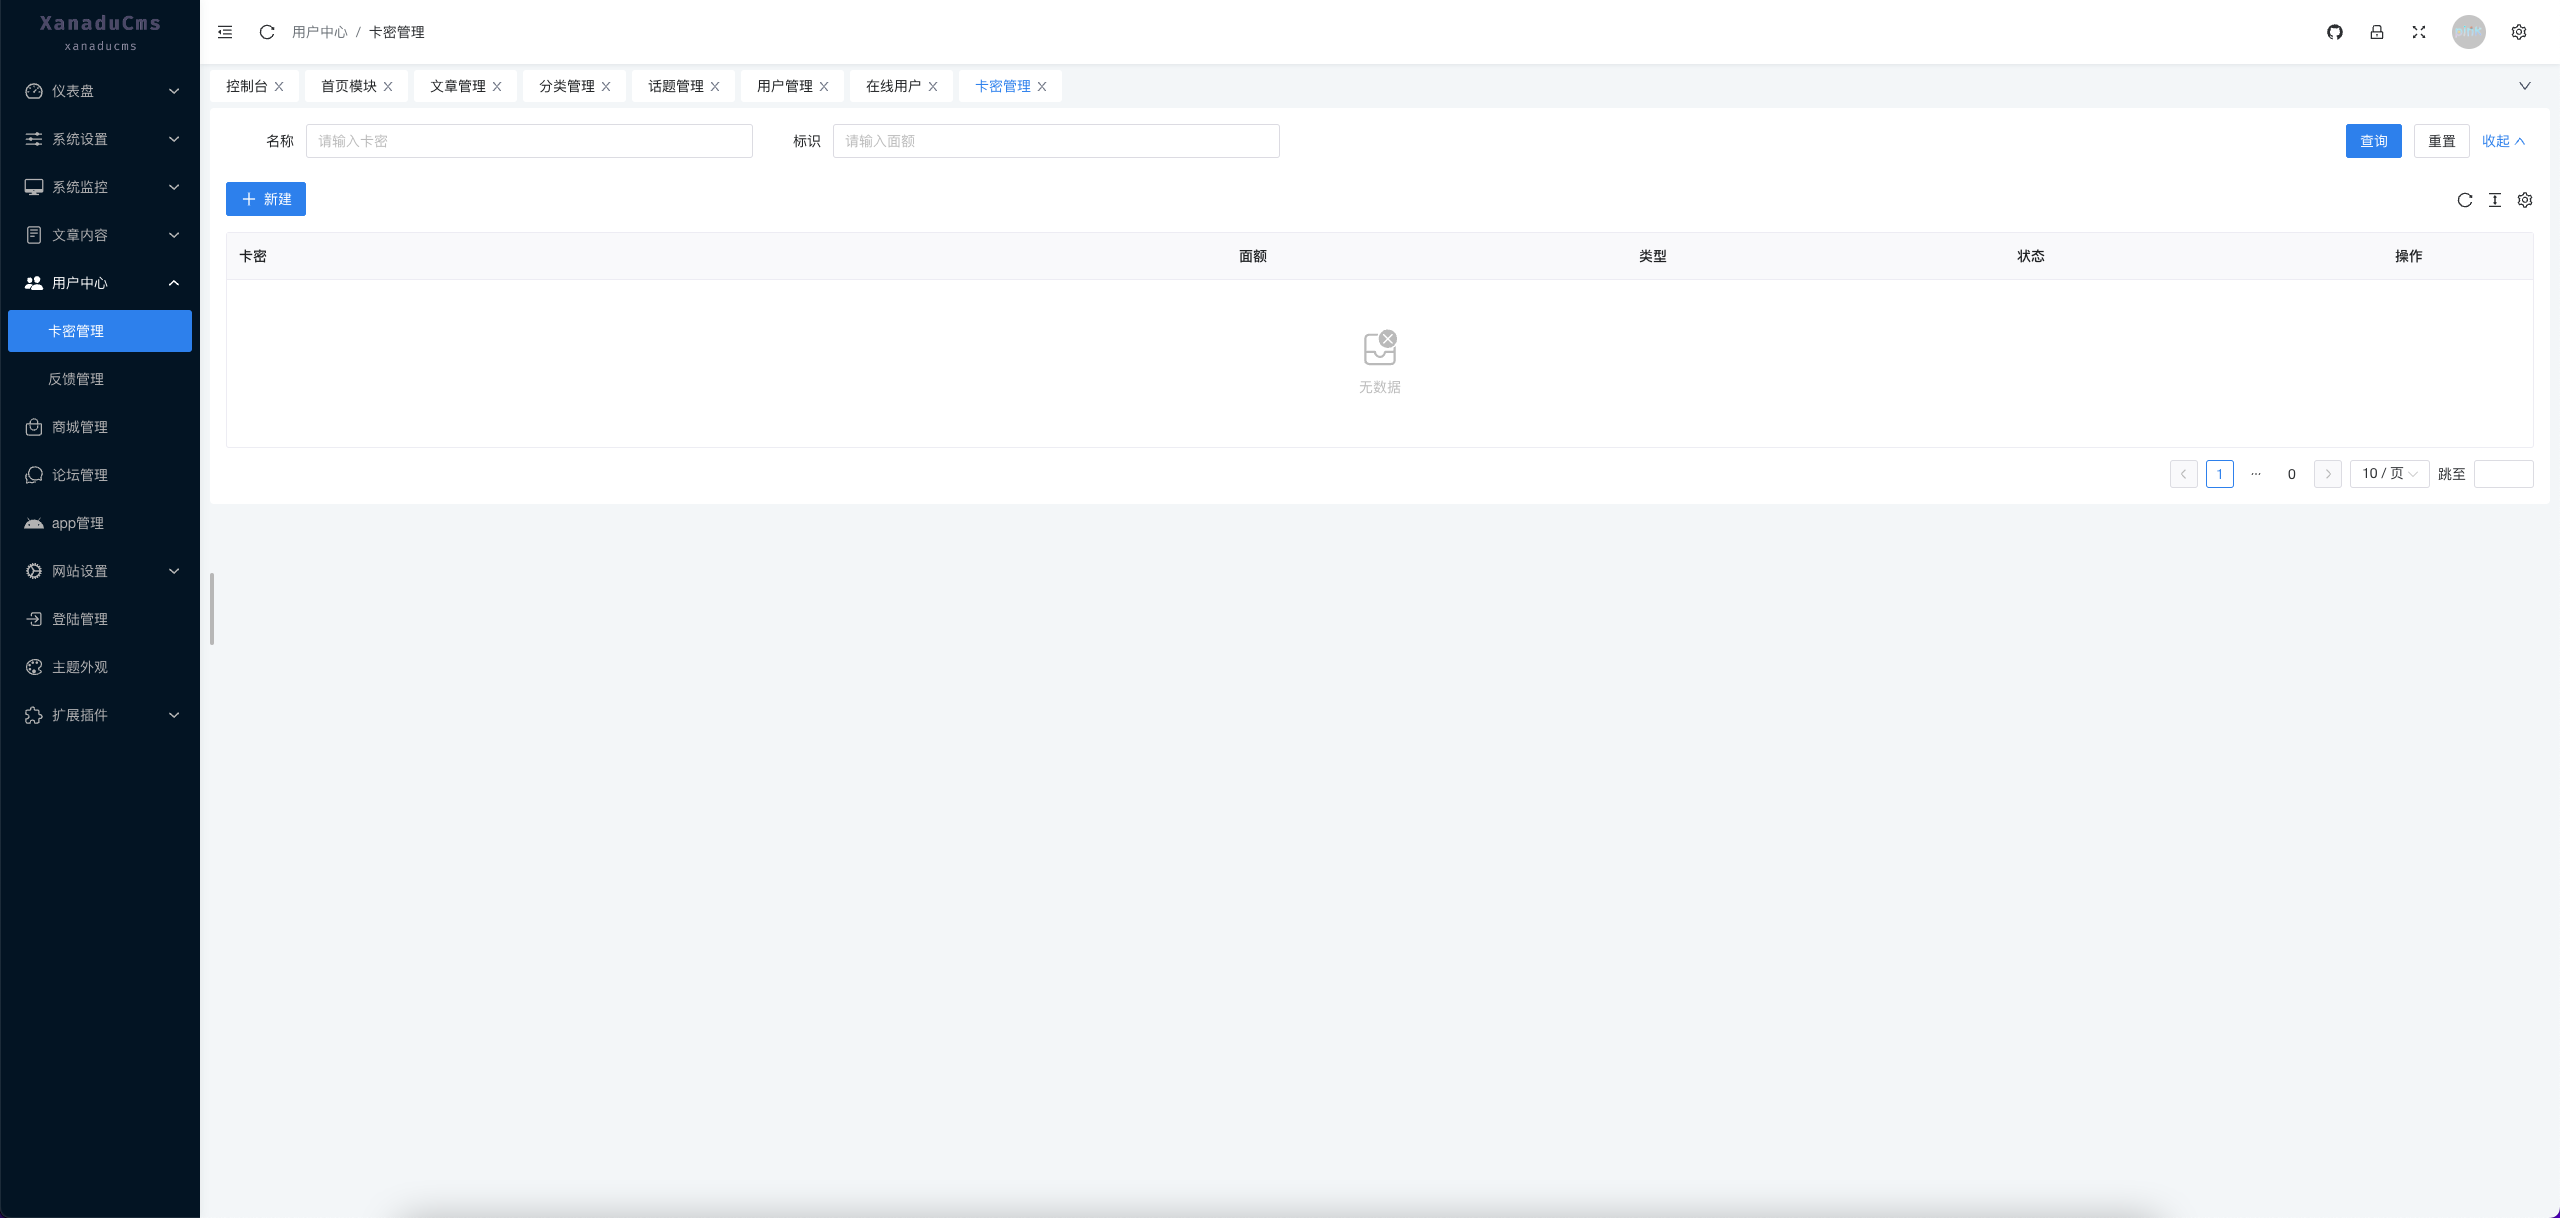 XanaduCms
xanaducms
仪表盘
系统设置
系统监控
文章内容
用户中心
卡密管理
反馈管理
商城管理
论坛管理
app管理
网站设置
登陆管理
主题外观
扩展插件
用户中心 / 卡密管理
控制台 首页模块 文章管理 分类管理 话题管理 用户管理 在线用户 卡密管理
名称 请输入卡密 标识 请输入面额 查询 重置 收起
新建
卡密 面额 类型 状态 操作
无数据
1 ··· 0 10 / 页 跳至